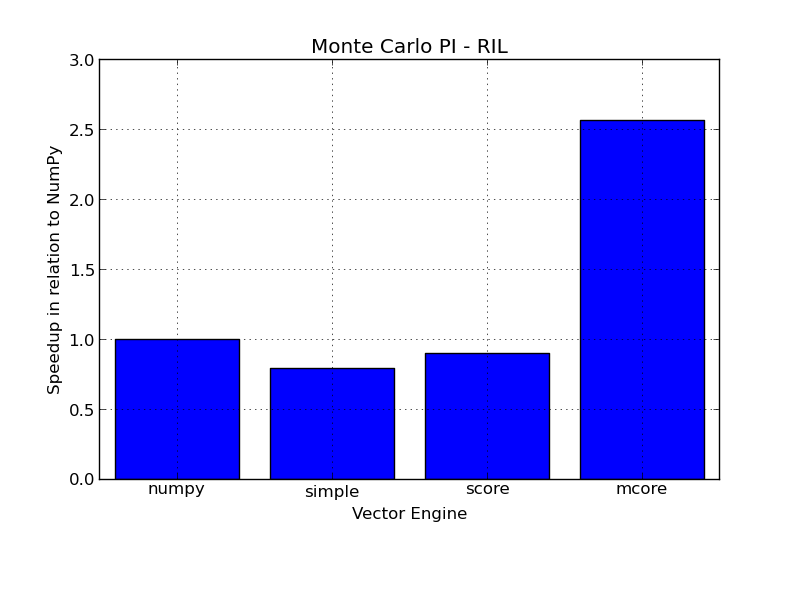 Monte Carlo PI - RIL
Speedup in relation to NumPy
3.0
2.5
2.0
1.5
1.0
0.5
0.0
numpy simple score mcore
Vector Engine